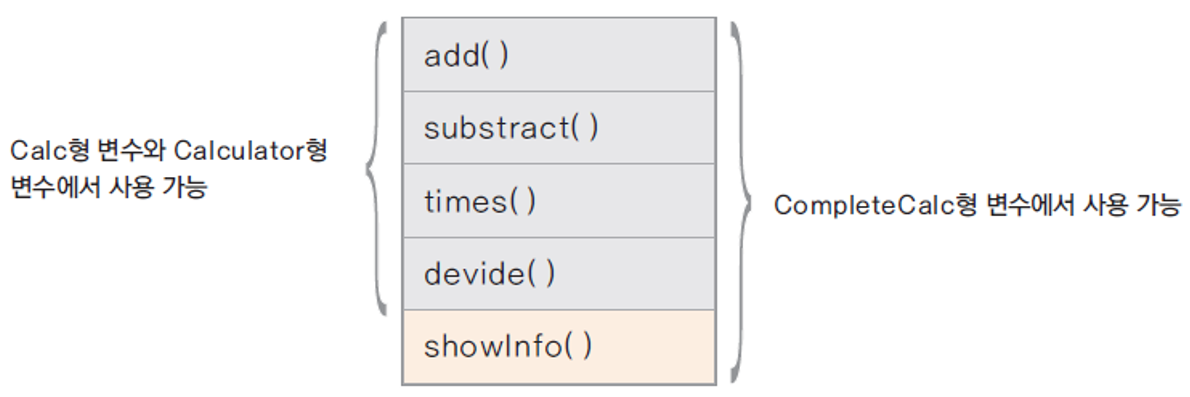 Calc형 변수와 Calculator형
변수에서 사용 가능
add( )
substract( )
times( )
devide( )
showInfo( )
CompleteCalc형 변수에서 사용 가능